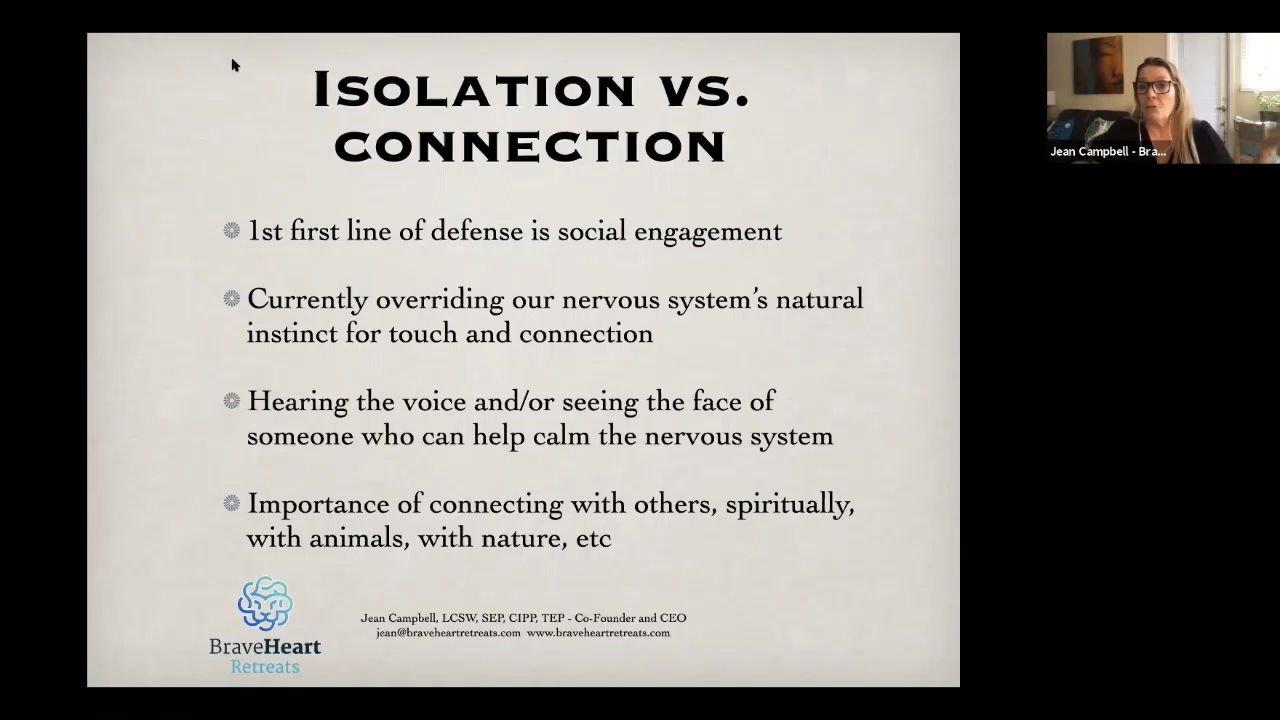 Isolation vs.
connection
1st first line of defense is social engagement
Currently overriding our nervous system’s natural
instinct for touch and connection
Hearing the voice and/or seeing the face of
someone who can help calm the nervous system
Importance of connecting with others, spiritually,
with animals, with nature, etc
Jean Campbell, LCSW, SEP, CIPP, TEP - Co-Founder and CEO
jean@braveheartretreats.com www.braveheartretreats.com
BraveHeart
Retreats
Jean Campbell - Bra...